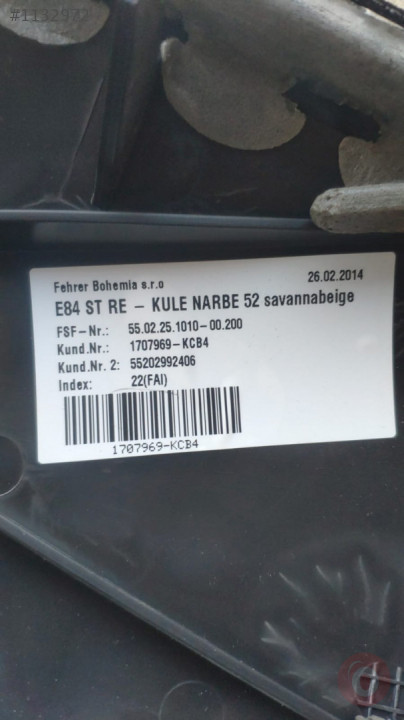 Fehrer Bohemia s.r.o
26.02.2014
E84 ST RE - KULE NARBE 52 savannabeige
FSF-Nr.: 55.02.25.1010-00.200
Kund.Nr.: 1707969-KCB4
Kund.Nr. 2: 55202992406
Index: 22(FAI)
1707969-KCB4